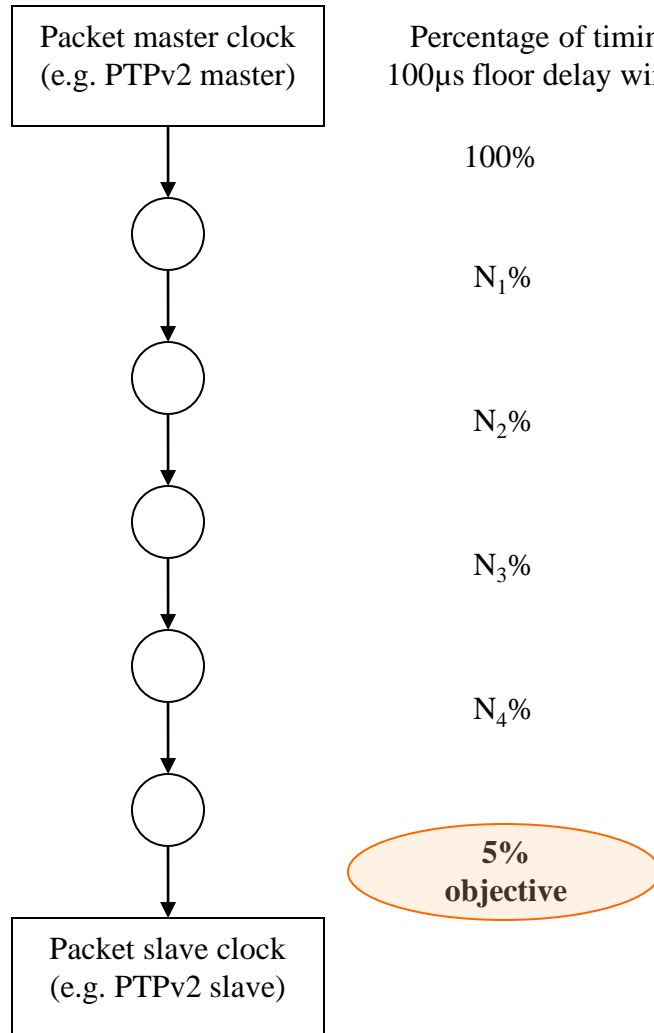 Packet master clock
(e.g. PTPv2 master)
Percentage of
100µs floor delay
100%
N₁%
N₂%
N₃%
N₄%
5%
objective
Packet slave clock
(e.g. PTPv2 slave)